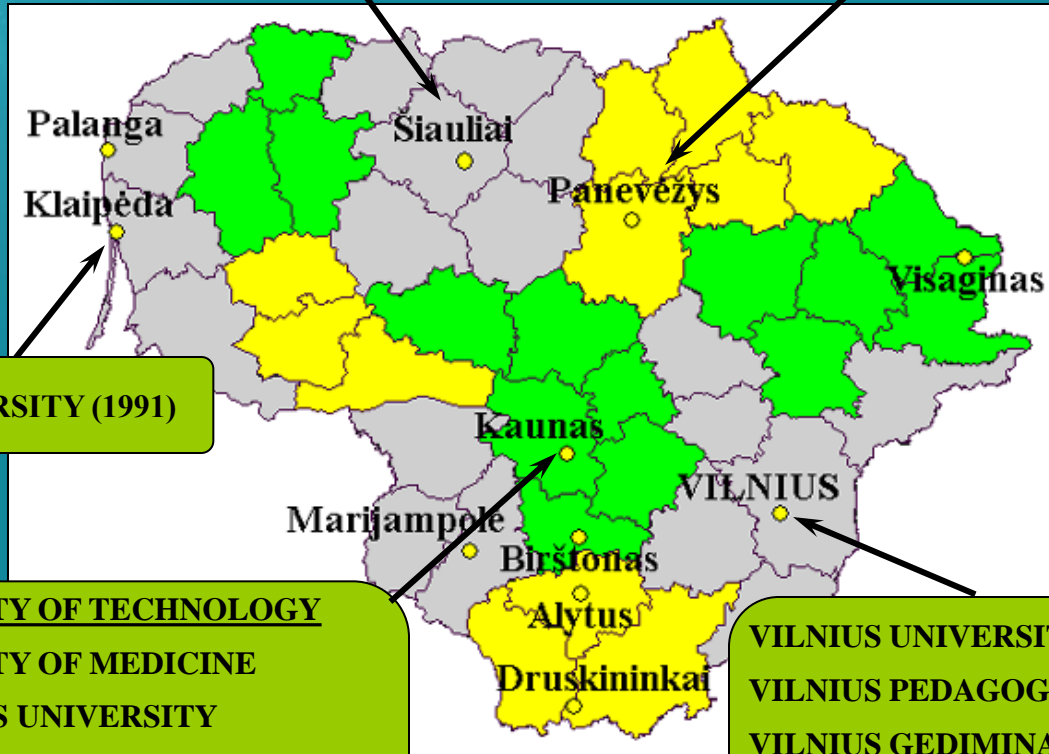 Palanga
Šiauliai
Panevėžys
Klaipėda
Visaginas
RSITY (1991)
Kaunas
VILNIUS
Marijampolė
Birštonas
TY OF TECHNOLOGY
Alytus
TY OF MEDICINE
VILNIUS UNIVERSIT
Druskininkai
VILNIUS PEDAGOG
S UNIVERSITY
VILNIUS GEDIMINA